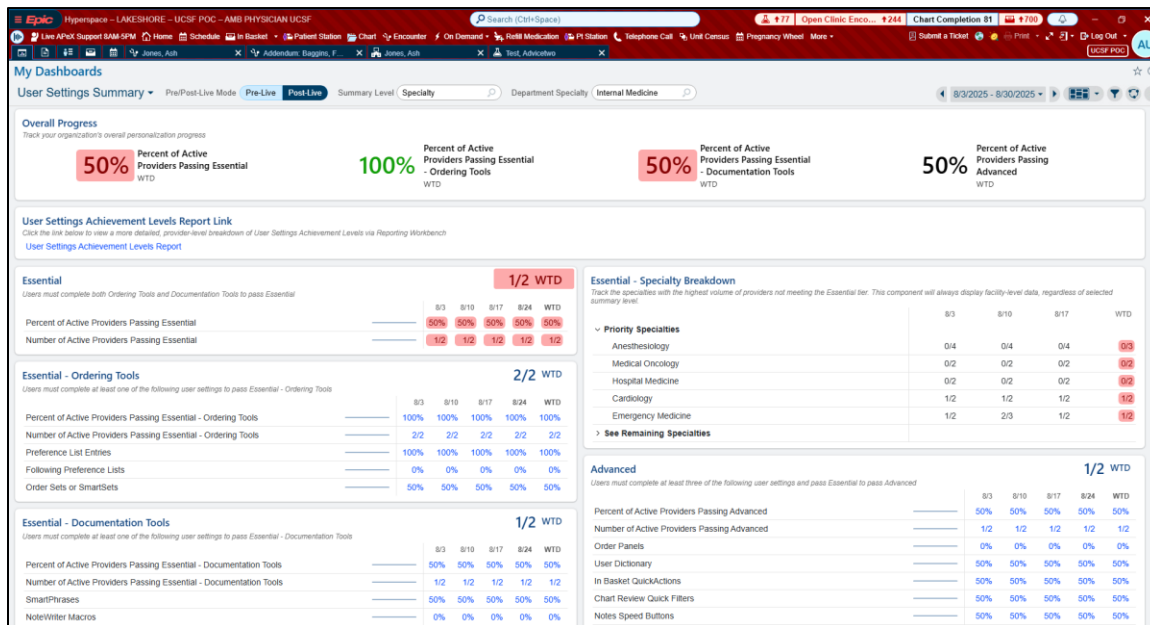 Epic Hyperspace – LAKESHORE – UCSF POC – AMB PHYSICIAN UCSF
Search (Ctrl+Space)
77 Open Clinic Enco... 244 Chart Completion 81 700
Live APeX Support 8AM-5PM Home Schedule In Basket Patient Station Chart Encounter On Demand Refill Medication Pt Station Telephone Call Unit Census Pregnancy Wheel More
Submit a Ticket Print Log Out
Jones, Ash X Addendum: Baggins, F... X Jones, Ash X Test, Advicetwo X
UCSF POC
AU
My Dashboards
User Settings Summary Pre/Post-Live Mode Pre-Live Post-Live Summary Level Specialty Department Specialty Internal Medicine 8/3/2025 - 8/30/2025
Overall Progress
Track your organization's overall personalization progress
50% Percent of Active Providers Passing Essential WTD
100% Percent of Active Providers Passing Essential - Ordering Tools WTD
50% Percent of Active Providers Passing Essential - Documentation Tools WTD
50% Percent of Active Providers Passing Advanced WTD
User Settings Achievement Levels Report Link
Click the link below to view a more detailed, provider-level breakdown of User Settings Achievement Levels via Reporting Workbench
User Settings Achievement Levels Report
Essential 1/2 WTD
Users must complete both Ordering Tools and Documentation Tools to pass Essential
8/3 8/10 8/17 8/24 WTD
Percent of Active Providers Passing Essential 50% 50% 50% 50% 50%
Number of Active Providers Passing Essential 1/2 1/2 1/2 1/2 1/2
Essential - Ordering Tools 2/2 WTD
Users must complete at least one of the following user settings to pass Essential - Ordering Tools
8/3 8/10 8/17 8/24 WTD
Percent of Active Providers Passing Essential - Ordering Tools 100% 100% 100% 100% 100%
Number of Active Providers Passing Essential - Ordering Tools 2/2 2/2 2/2 2/2 2/2
Preference List Entries 100% 100% 100% 100% 100%
Following Preference Lists 0% 0% 0% 0% 0%
Order Sets or SmartSets 50% 50% 50% 50% 50%
Essential - Documentation Tools 1/2 WTD
Users must complete at least one of the following user settings to pass Essential - Documentation Tools
8/3 8/10 8/17 8/24 WTD
Percent of Active Providers Passing Essential - Documentation Tools 50% 50% 50% 50% 50%
Number of Active Providers Passing Essential - Documentation Tools 1/2 1/2 1/2 1/2 1/2
SmartPhrases 50% 50% 50% 50% 50%
NoteWriter Macros 0% 0% 0% 0% 0%
Essential - Specialty Breakdown
Track the specialties with the highest volume of providers not meeting the Essential tier. This component will always display facility-level data, regardless of selected
summary level.
8/3 8/10 8/17 WTD
Priority Specialties
Anesthesiology 0/4 0/4 0/4 0/3
Medical Oncology 0/2 0/2 0/2 0/2
Hospital Medicine 0/2 0/2 0/2 0/2
Cardiology 1/2 1/2 1/2 1/2
Emergency Medicine 1/2 2/3 1/2 1/2
See Remaining Specialties
Advanced 1/2 WTD
Users must complete at least three of the following user settings and pass Essential to pass Advanced
8/3 8/10 8/17 8/24 WTD
Percent of Active Providers Passing Advanced 50% 50% 50% 50% 50%
Number of Active Providers Passing Advanced 1/2 1/2 1/2 1/2 1/2
Order Panels 0% 0% 0% 0% 0%
User Dictionary 50% 50% 50% 50% 50%
In Basket QuickActions 50% 50% 50% 50% 50%
Chart Review Quick Filters 50% 50% 50% 50% 50%
Notes Speed Buttons 50% 50% 50% 50% 50%